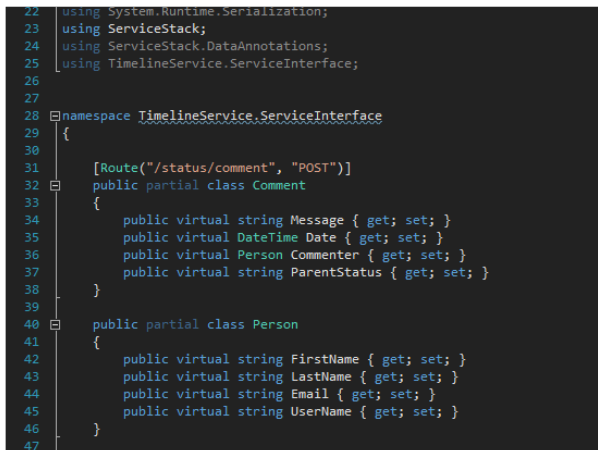 22 using System.Runtime.Serialization;
23 using ServiceStack;
24 using ServiceStack.DataAnnotations;
25 using TimelineService.ServiceInterface;
26
27
28 namespace TimelineService.ServiceInterface
29 {
30
31 [Route("/status/comment", "POST")]
32 public partial class Comment
33 {
34 public virtual string Message { get; set; }
35 public virtual DateTime Date { get; set; }
36 public virtual Person Commenter { get; set; }
37 public virtual string ParentStatus { get; set; }
38 }
39
40 public partial class Person
41 {
42 public virtual string FirstName { get; set; }
43 public virtual string LastName { get; set; }
44 public virtual string Email { get; set; }
45 public virtual string UserName { get; set; }
46 }
47